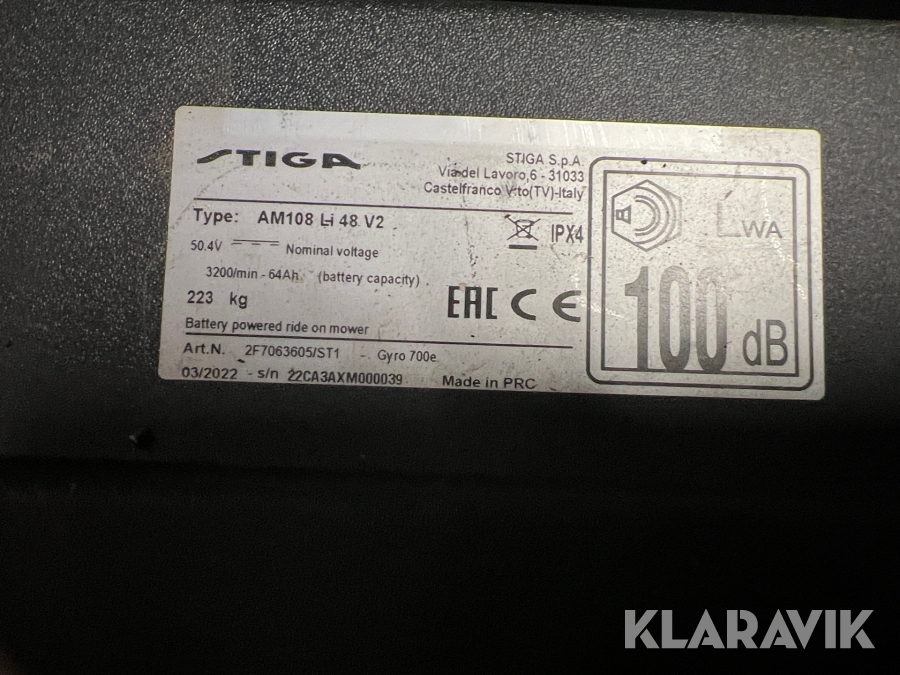 STIGA
STIGA S.p.A.
Via del Lavoro,6 - 31033
Castelfranco V.to(TV)-Italy
Type: AM108 Li 48 V2
IPX4
50.4V Nominal voltage
3200/min - 64Ah (battery capacity)
223 kg
EAC CE
Battery powered ride on mower
Art.N. 2F7063605/ST1 - Gyro 700e
03/2022 - s/n 22CA3AXM000039 Made in PRC
LWA
100 dB
KLARAVIK